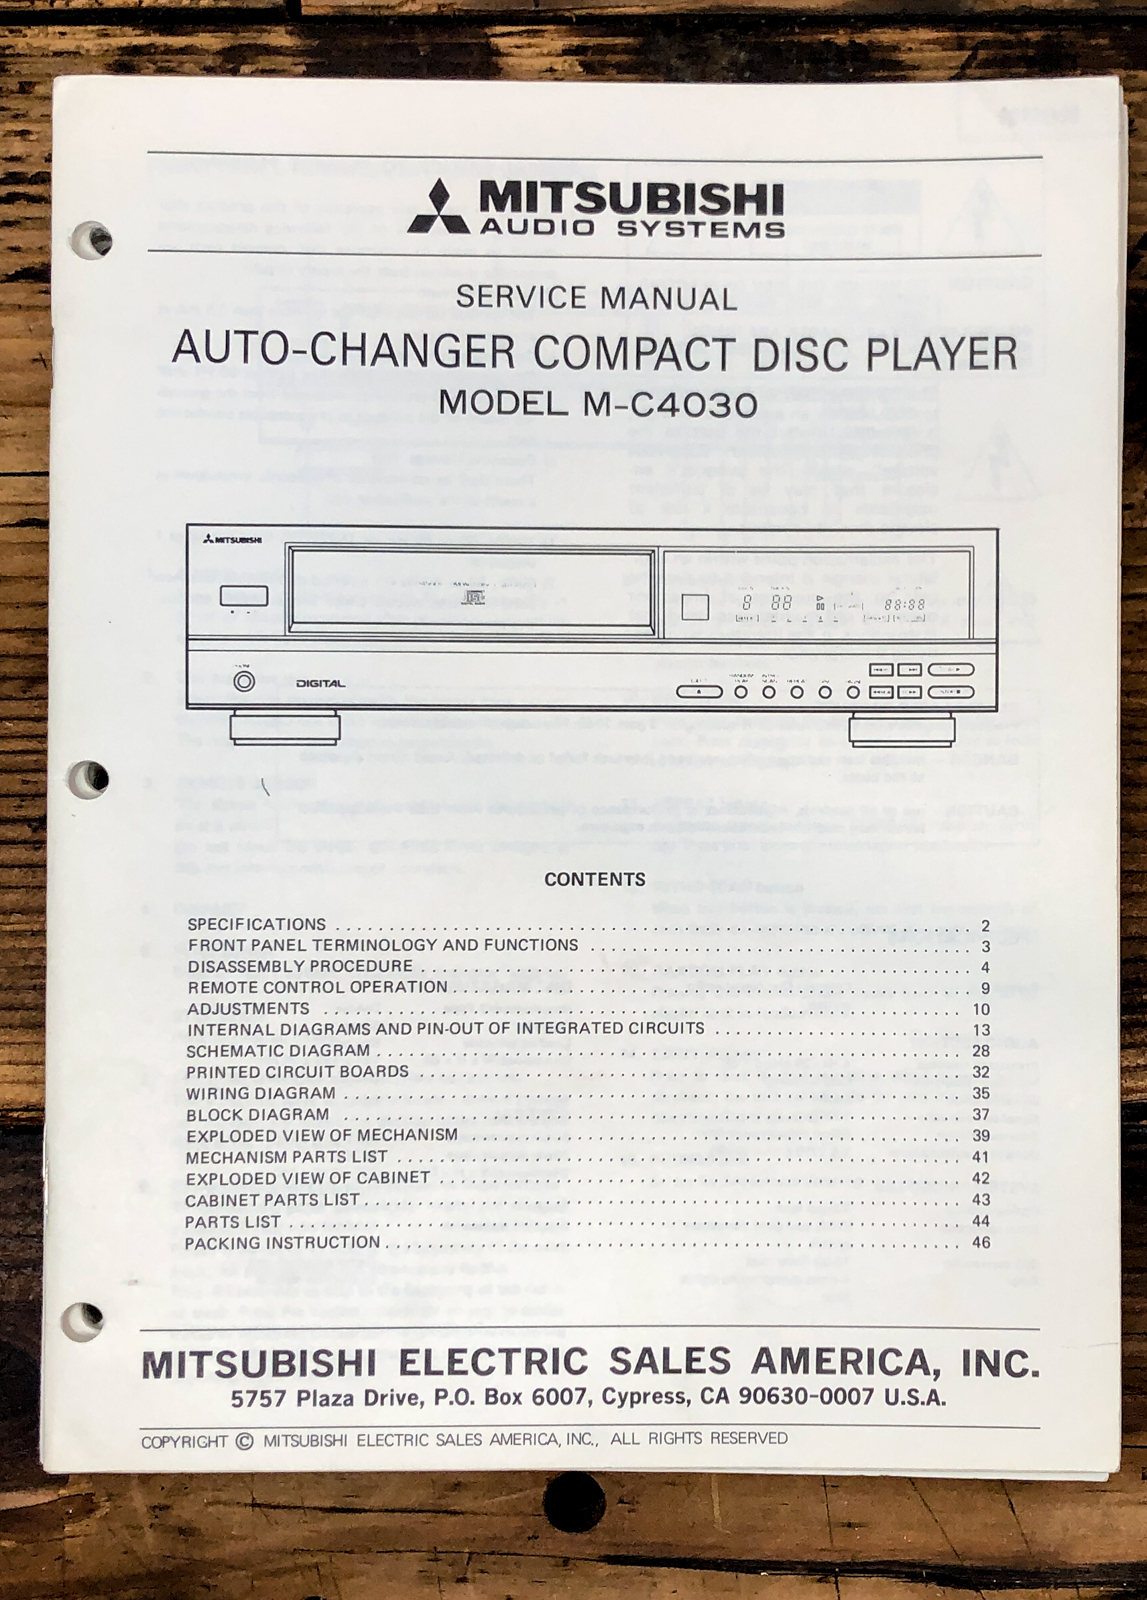 MITSUBISHI
AUDIO SYSTEMS
SERVICE MANUAL
AUTO-CHANGER COMPACT DISC PLAYER
MODEL M-C4030
MITSUBISHI
8 88 88:88
DIGITAL
CONTENTS
SPECIFICATIONS 2
FRONT PANEL TERMINOLOGY AND FUNCTIONS 3
DISASSEMBLY PROCEDURE 4
REMOTE CONTROL OPERATION 9
ADJUSTMENTS 10
INTERNAL DIAGRAMS AND PIN-OUT OF INTEGRATED CIRCUITS 13
SCHEMATIC DIAGRAM 28
PRINTED CIRCUIT BOARDS 32
WIRING DIAGRAM 35
BLOCK DIAGRAM 37
EXPLODED VIEW OF MECHANISM 39
MECHANISM PARTS LIST 41
EXPLODED VIEW OF CABINET 42
CABINET PARTS LIST 43
PARTS LIST 44
PACKING INSTRUCTION 46
MITSUBISHI ELECTRIC SALES AMERICA, INC.
5757 Plaza Drive, P.O. Box 6007, Cypress, CA 90630-0007 U.S.A.
COPYRIGHT © MITSUBISHI ELECTRIC SALES AMERICA, INC., ALL RIGHTS RESERVED